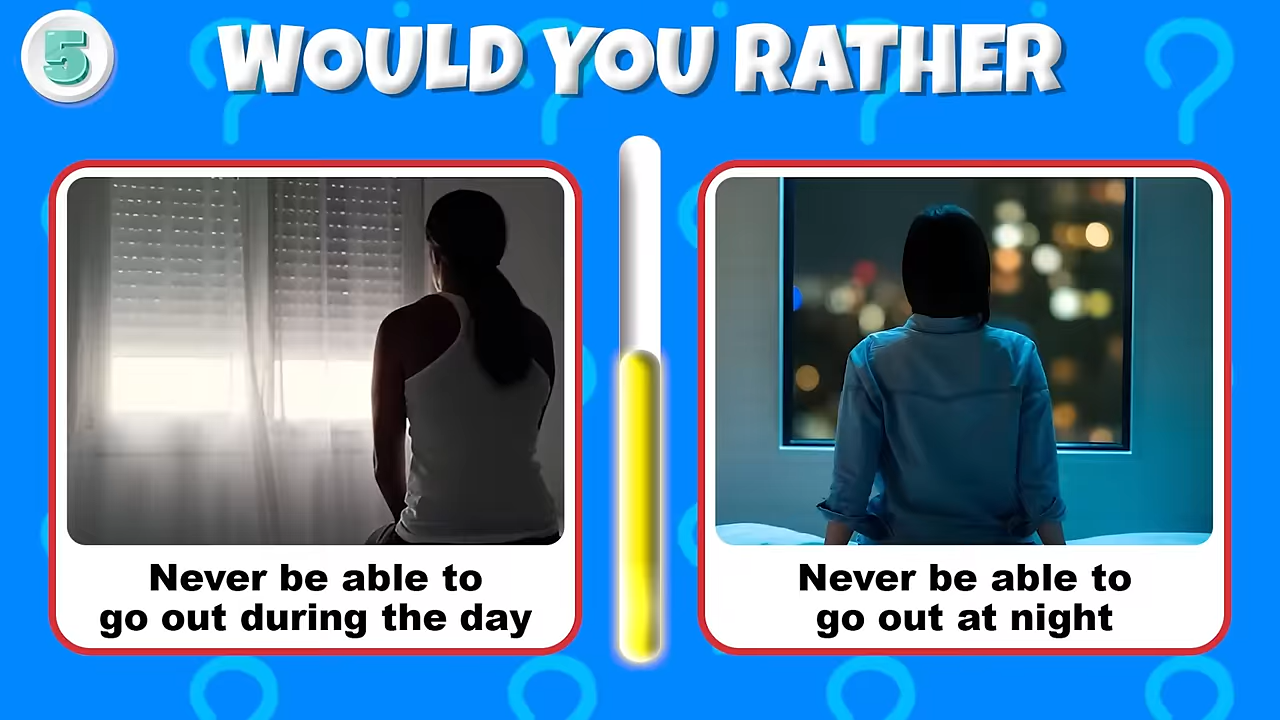 5
WOULD YOU RATHER
Never be able to
go out during the day
Never be able to
go out at night